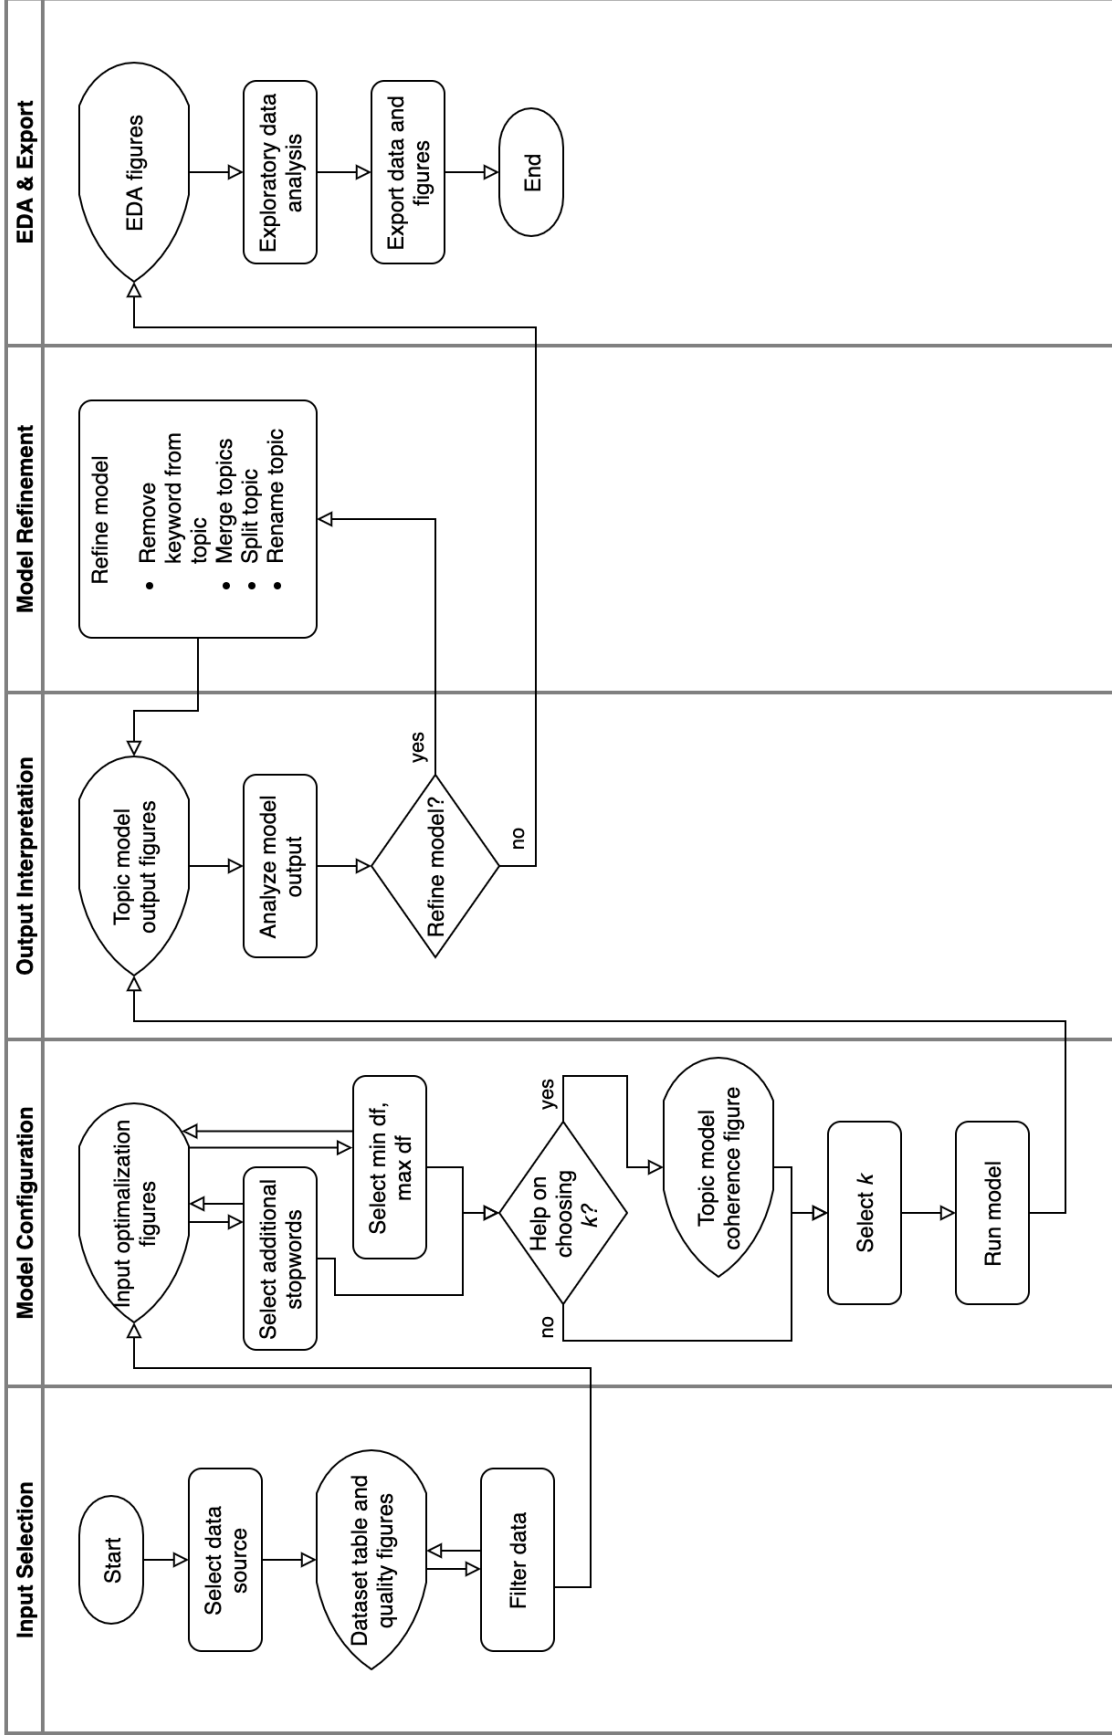 Input Selection
Start
Select data
source
Dataset table and
quality figures
Filter data
Model Configuration
Input optimalization
figures
Select additional
stopwords
Select min df,
max df
Help on
choosing
k?
yes
no
Topic model
coherence figure
Select k
Run model
Output Interpretation
Topic model
output figures
Analyze model
output
Refine model?
yes
no
Model Refinement
Refine model
• Remove
keyword from
topic
• Merge topics
• Split topic
• Rename topic
EDA & Export
EDA figures
Exploratory data
analysis
Export data and
figures
End